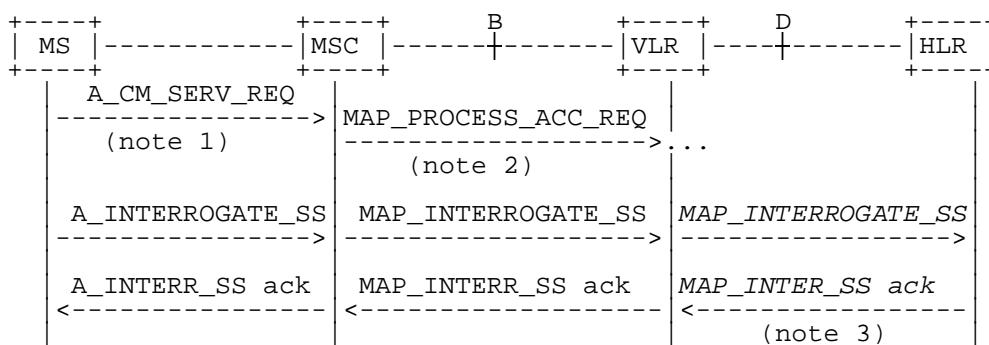 B D
MS MSC VLR HLR
A_CM_SERV_REQ
MAP_PROCESS_ACC_REQ
(note 1) ...
(note 2)
A_INTERROGATE_SS MAP_INTERROGATE_SS MAP_INTERROGATE_SS
A_INTERR_SS ack MAP_INTERR_SS ack MAP_INTER_SS ack
(note 3)